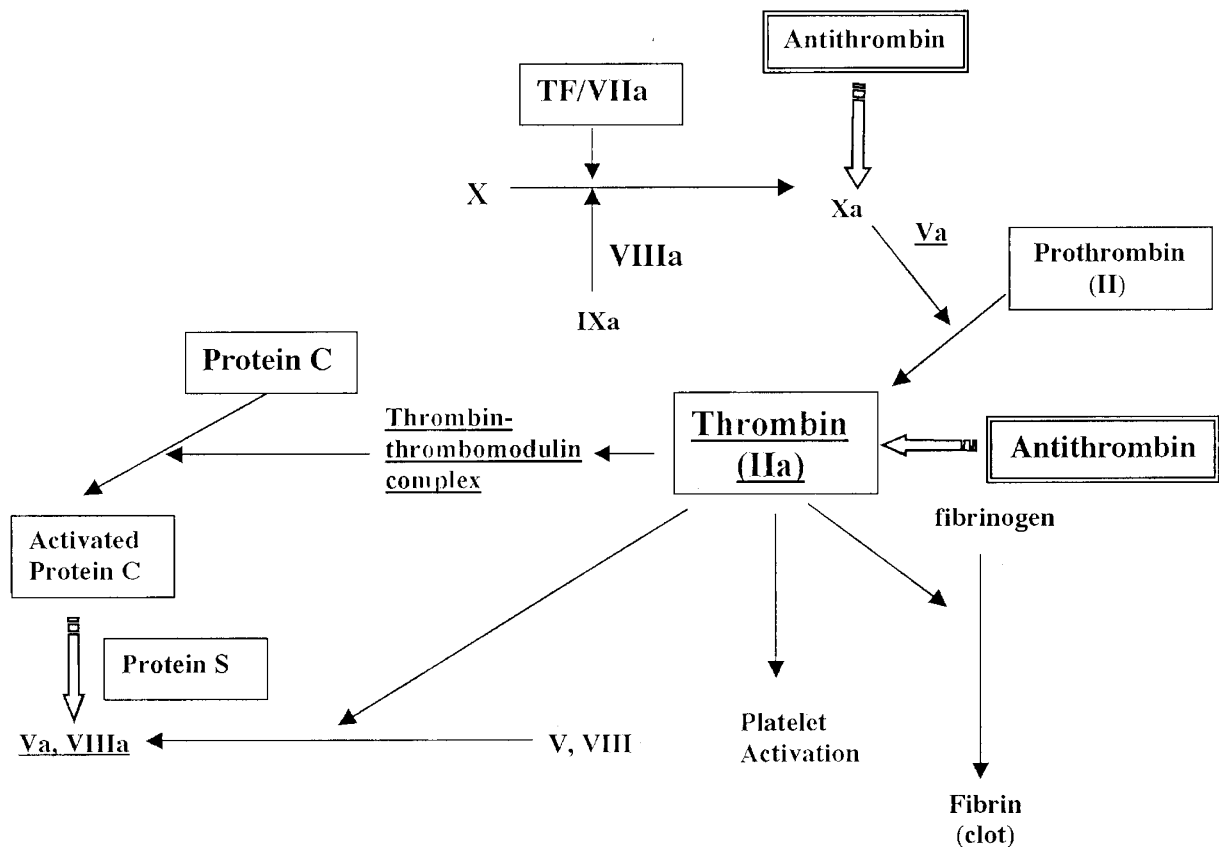 Antithrombin
TF/VIIa
X
Xa
Va
VIIIa
Prothrombin
(II)
IXa
Protein C
Thrombin-
thrombomodulin
complex
Thrombin
(IIa)
Antithrombin
fibrinogen
Activated
Protein C
Protein S
Va, VIIIa
V, VIII
Platelet
Activation
Fibrin
(clot)